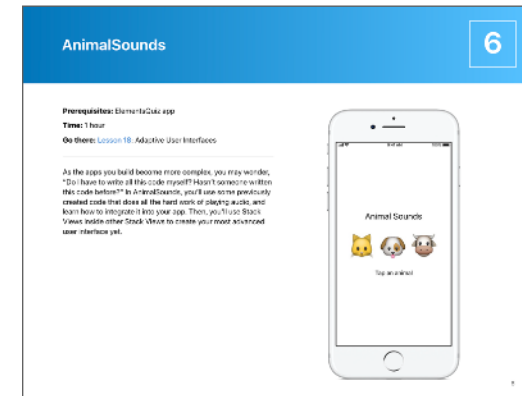 AnimalSounds
6
Prerequisites: ElementsQuiz app
Time: 1 hour
Go there: Lesson 18: Adaptive User Interfaces
As the apps you build become more complex, you may wonder,
"Do I have to write all this code myself? Hasn't someone written
this code before?" In AnimalSounds, you'll use some previously
created code that does all the hard work of playing audio, and
learn how to integrate it into your app. Then, you'll use Stack
Views inside other Stack Views to create your most advanced
user interface yet.
9:41 AM
Animal Sounds
Tap an animal